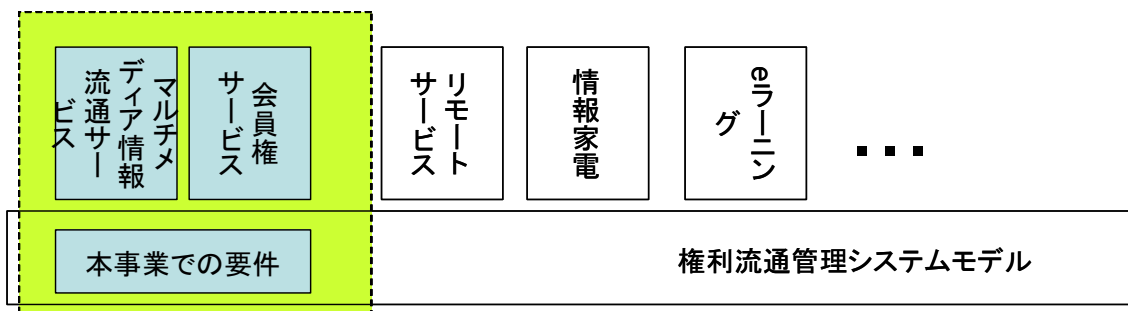 マルチメ
ディア情報
流通サー
ビス
会員権
サービス
リモート
サービス
情報家電
eラーニン
グ
...
本事業での要件
権利流通管理システムモデル